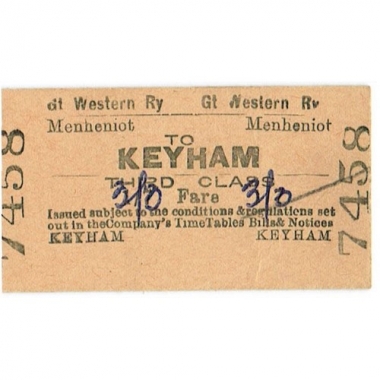 Gt Western Ry Gt Western Ry
Menheniot Menheniot
TO
KEYHAM
THIRD CLASS
3/0 Fare 3/0
Issued subject to the conditions & regulations set
out in the Company's Time Tables Bills & Notices
KEYHAM KEYHAM
7458
7458